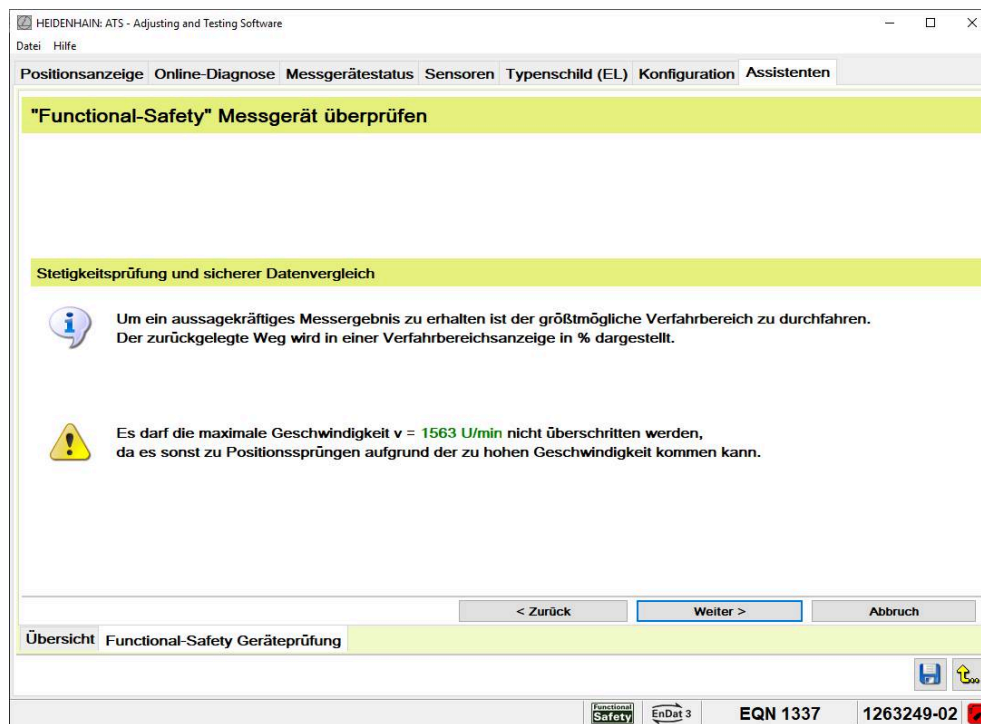 HEIDENHAIN: ATS - Adjusting and Testing Software
Datei Hilfe
Positionsanzeige Online-Diagnose Messgerätestatus Sensoren Typenschild (EL) Konfiguration Assistenten
"Functional-Safety" Messgerät überprüfen
Stetigkeitsprüfung und sicherer Datenvergleich
Um ein aussagekräftiges Messergebnis zu erhalten ist der größtmögliche Verfahrbereich zu durchfahren.
Der zurückgelegte Weg wird in einer Verfahrbereichsanzeige in % dargestellt.
Es darf die maximale Geschwindigkeit v = 1563 U/min nicht überschritten werden,
da es sonst zu Positionssprüngen aufgrund der zu hohen Geschwindigkeit kommen kann.
< Zurück Weiter > Abbruch
Übersicht Functional-Safety Geräteprüfung
Functional
Safety EnDat 3 EQN 1337 1263249-02